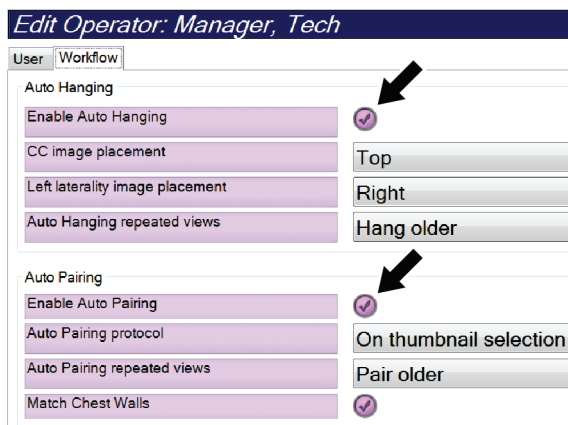 Edit Operator: Manager, Tech
User Workflow
Auto Hanging
Enable Auto Hanging
CC image placement Top
Left laterality image placement Right
Auto Hanging repeated views Hang older
Auto Pairing
Enable Auto Pairing
Auto Pairing protocol On thumbnail selection
Auto Pairing repeated views Pair older
Match Chest Walls